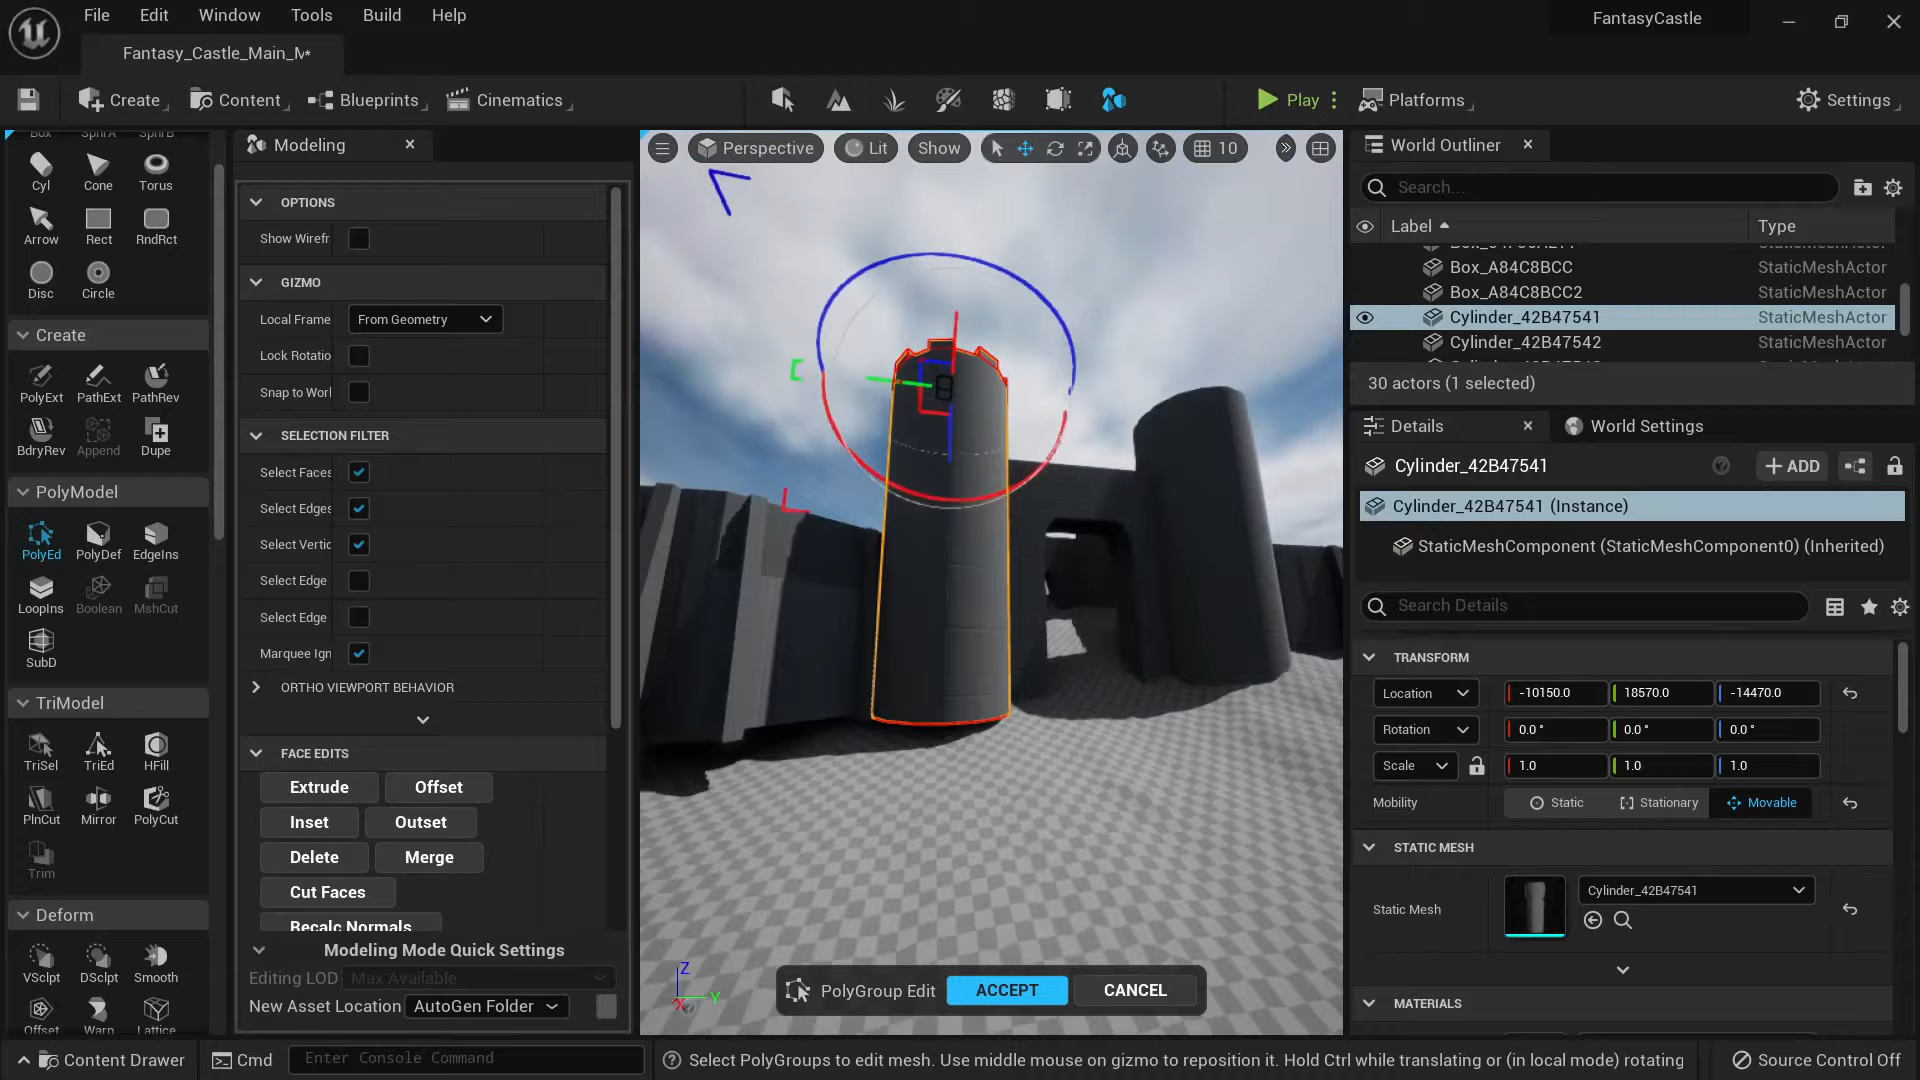 File Edit Window Tools Build Help
FantasyCastle
Fantasy_Castle_Main_M*
Create Content Blueprints Cinematics
Play Platforms Settings
Box SphrA SphrB
Cyl Cone Torus
Arrow Rect RndRct
Disc Circle
Create
PolyExt PathExt PathRev
BdryRev Append Dupe
PolyModel
PolyEd PolyDef EdgeIns
LoopIns Boolean MshCut
SubD
TriModel
TriSel TriEd HFill
PlnCut Mirror PolyCut
Trim
Deform
VSclpt DSclpt Smooth
Offset Warp Lattice
Modeling
OPTIONS
Show Wirefr
GIZMO
Local Frame From Geometry
Lock Rotatio
Snap to Worl
SELECTION FILTER
Select Faces
Select Edges
Select Vertic
Select Edge
Select Edge
Marquee Ign
ORTHO VIEWPORT BEHAVIOR
FACE EDITS
Extrude Offset
Inset Outset
Delete Merge
Cut Faces
Recalc Normals
Modeling Mode Quick Settings
Editing LOD Max Available
New Asset Location AutoGen Folder
Perspective Lit Show 10
Z
Y
X
PolyGroup Edit ACCEPT CANCEL
World Outliner
Search...
Label Type
StaticMeshActor
Box_A84C8BCC StaticMeshActor
Box_A84C8BCC2 StaticMeshActor
Cylinder_42B47541 StaticMeshActor
Cylinder_42B47542 StaticMeshActor
30 actors (1 selected)
Details World Settings
Cylinder_42B47541 ADD
Cylinder_42B47541 (Instance)
StaticMeshComponent (StaticMeshComponent0) (Inherited)
Search Details
TRANSFORM
Location -10150.0 18570.0 -14470.0
Rotation 0.0 ° 0.0 ° 0.0 °
Scale 1.0 1.0 1.0
Mobility Static Stationary Movable
STATIC MESH
Static Mesh Cylinder_42B47541
MATERIALS
Content Drawer Cmd Enter Console Command
Select PolyGroups to edit mesh. Use middle mouse on gizmo to reposition it. Hold Ctrl while translating or (in local mode) rotating
Source Control Off